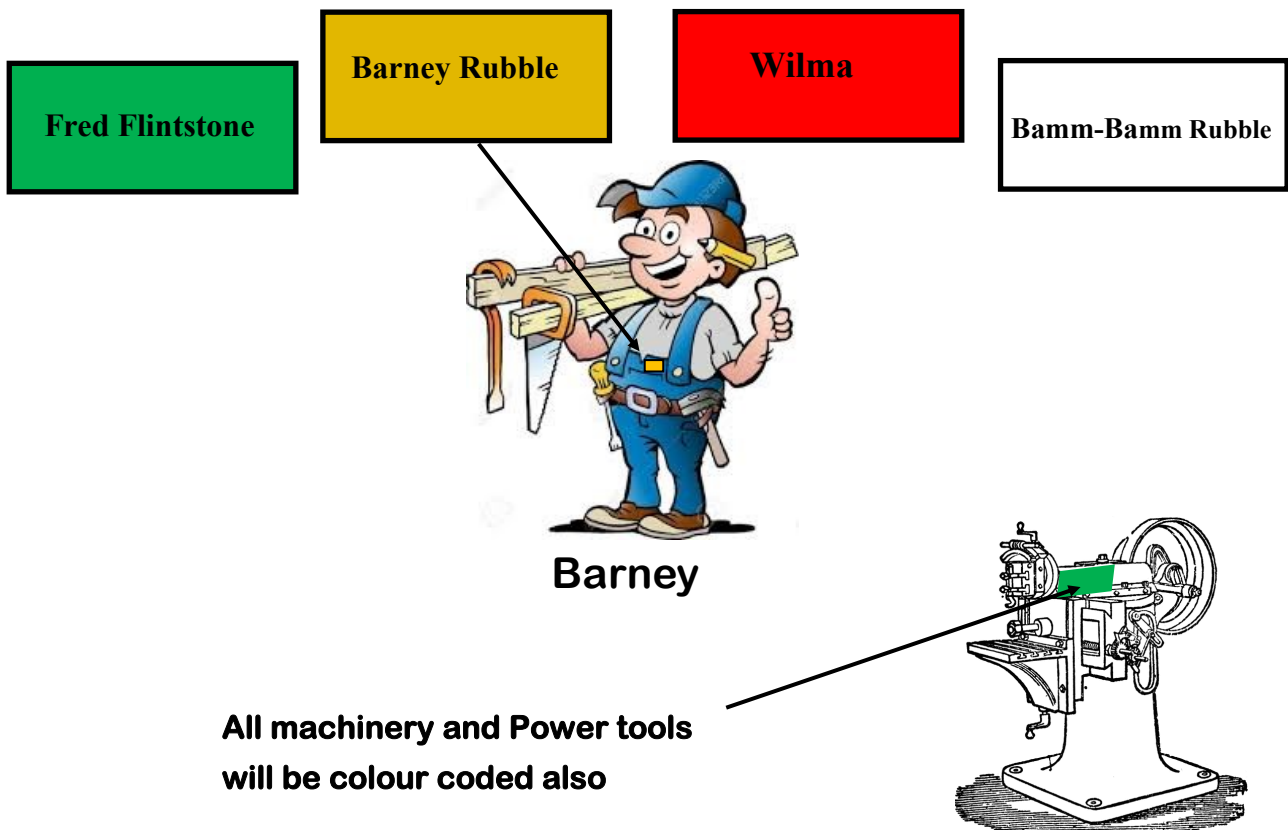 Fred Flintstone
Barney Rubble
Wilma
Bamm-Bamm Rubble
Barney
All machinery and Power tools
will be colour coded also